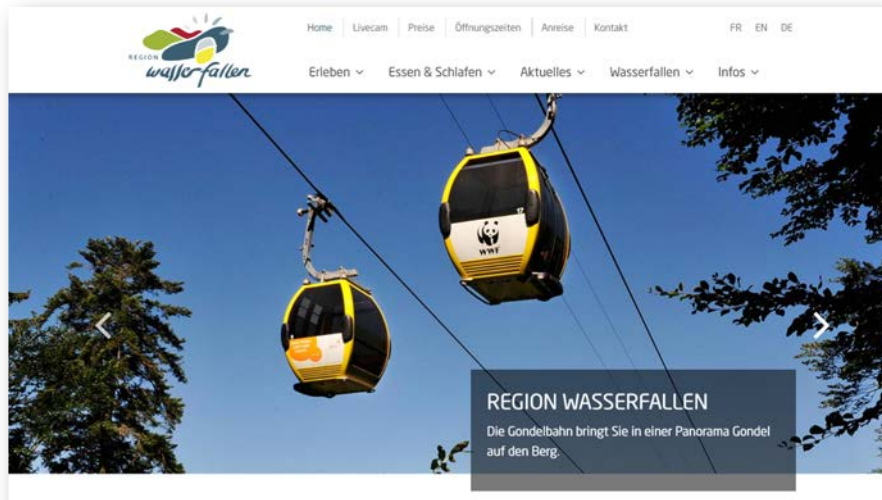 Home Livecam Preise Öffnungszeiten Anreise Kontakt FR EN DE
REGION
wasserfallen
Erleben Essen & Schlafen Aktuelles Wasserfallen Infos
17
WWF
REGION WASSERFALLEN
Die Gondelbahn bringt Sie in einer Panorama Gondel
auf den Berg.